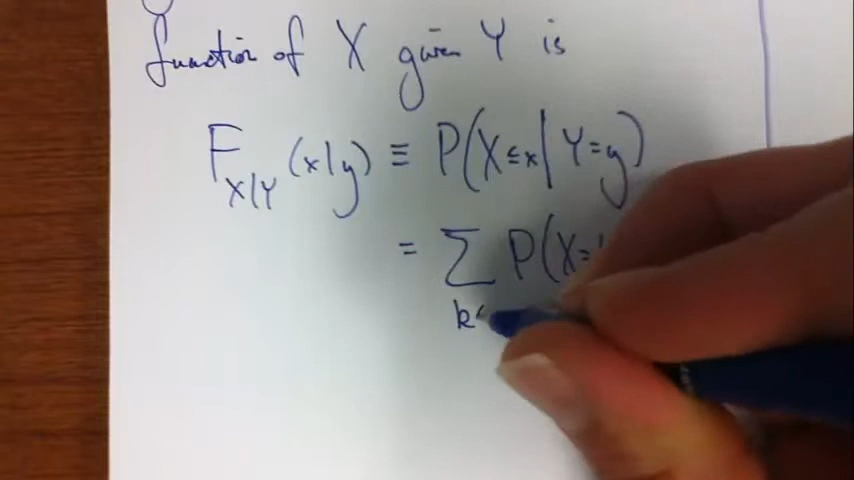 function of X given Y is
F_{X|Y} (x|y) ≡ P(X≤x | Y=y)
= Σ P(X=
k